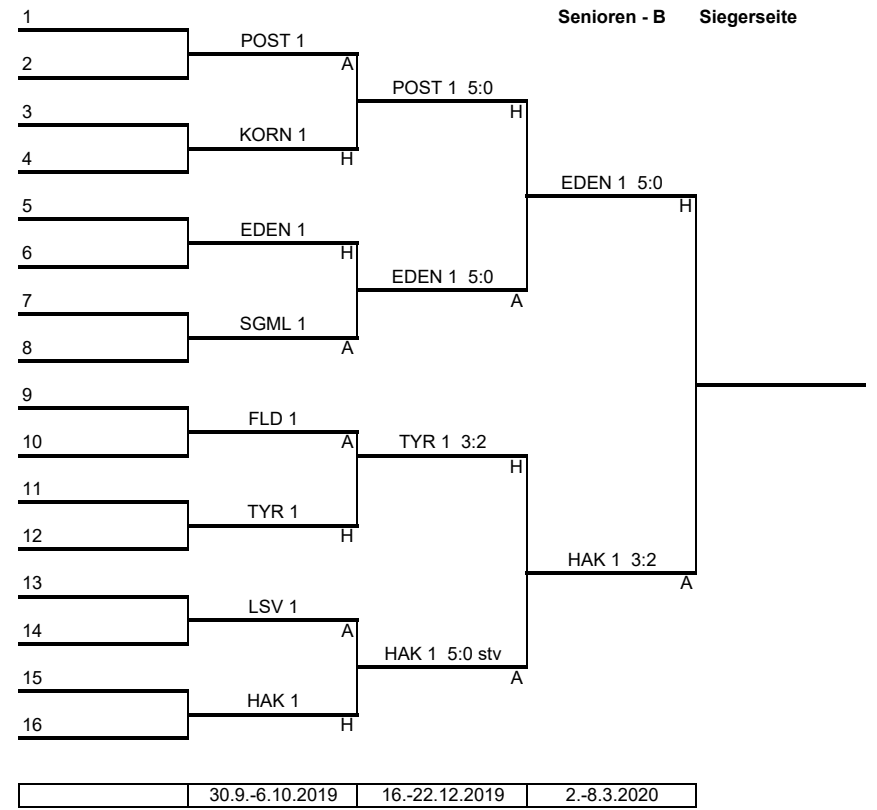 Senioren - B Siegerseite
1
POST 1
A
2
POST 1 5:0
H
3
KORN 1
H
4
EDEN 1 5:0
H
5
EDEN 1
H
6
EDEN 1 5:0
A
7
SGML 1
A
8
9
FLD 1
A
10
TYR 1 3:2
H
11
TYR 1
H
12
HAK 1 3:2
A
13
LSV 1
A
14
HAK 1 5:0 stv
A
15
HAK 1
H
16
30.9.-6.10.2019 16.-22.12.2019 2.-8.3.2020